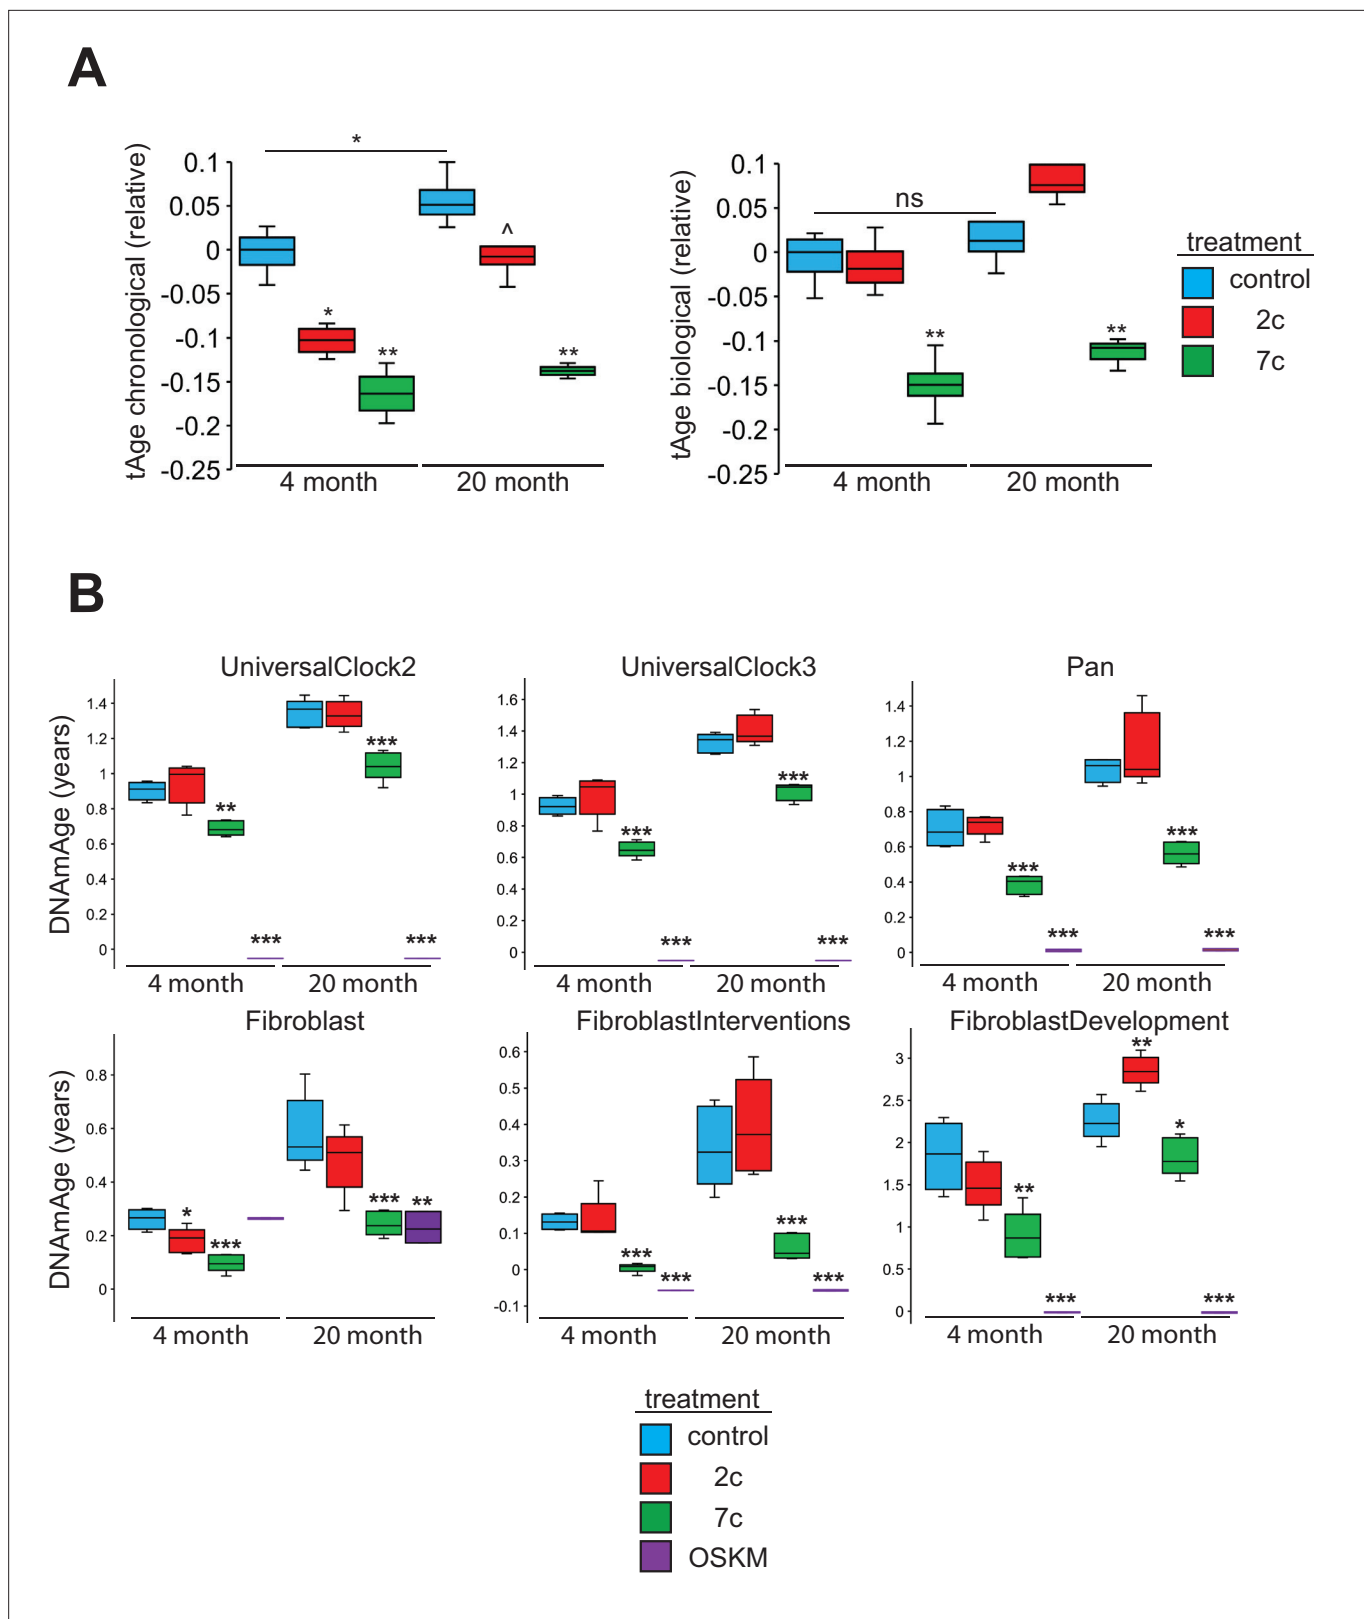 A
tAge chronological (relative)
0.1
0.05
0
-0.05
-0.1
-0.15
-0.2
-0.25
*
*
**
^
**
4 month
20 month
tAge biological (relative)
0.1
0.05
0
-0.05
-0.1
-0.15
-0.2
-0.25
ns
**
**
4 month
20 month
treatment
control
2c
7c
B
UniversalClock2
DNAmAge (years)
1.4
1.2
1
0.8
0.6
0.4
0.2
0
**
***
***
***
4 month
20 month
UniversalClock3
1.6
1.4
1.2
1
0.8
0.6
0.4
0.2
0
***
***
***
***
4 month
20 month
Pan
1.4
1.2
1
0.8
0.6
0.4
0.2
0
***
***
***
***
4 month
20 month
Fibroblast
DNAmAge (years)
0.8
0.6
0.4
0.2
0
*
***
***
**
4 month
20 month
FibroblastInterventions
0.6
0.5
0.4
0.3
0.2
0.1
0
-0.1
***
***
***
***
4 month
20 month
FibroblastDevelopment
3
2.5
2
1.5
1
0.5
0
**
***
**
*
***
4 month
20 month
treatment
control
2c
7c
OSKM